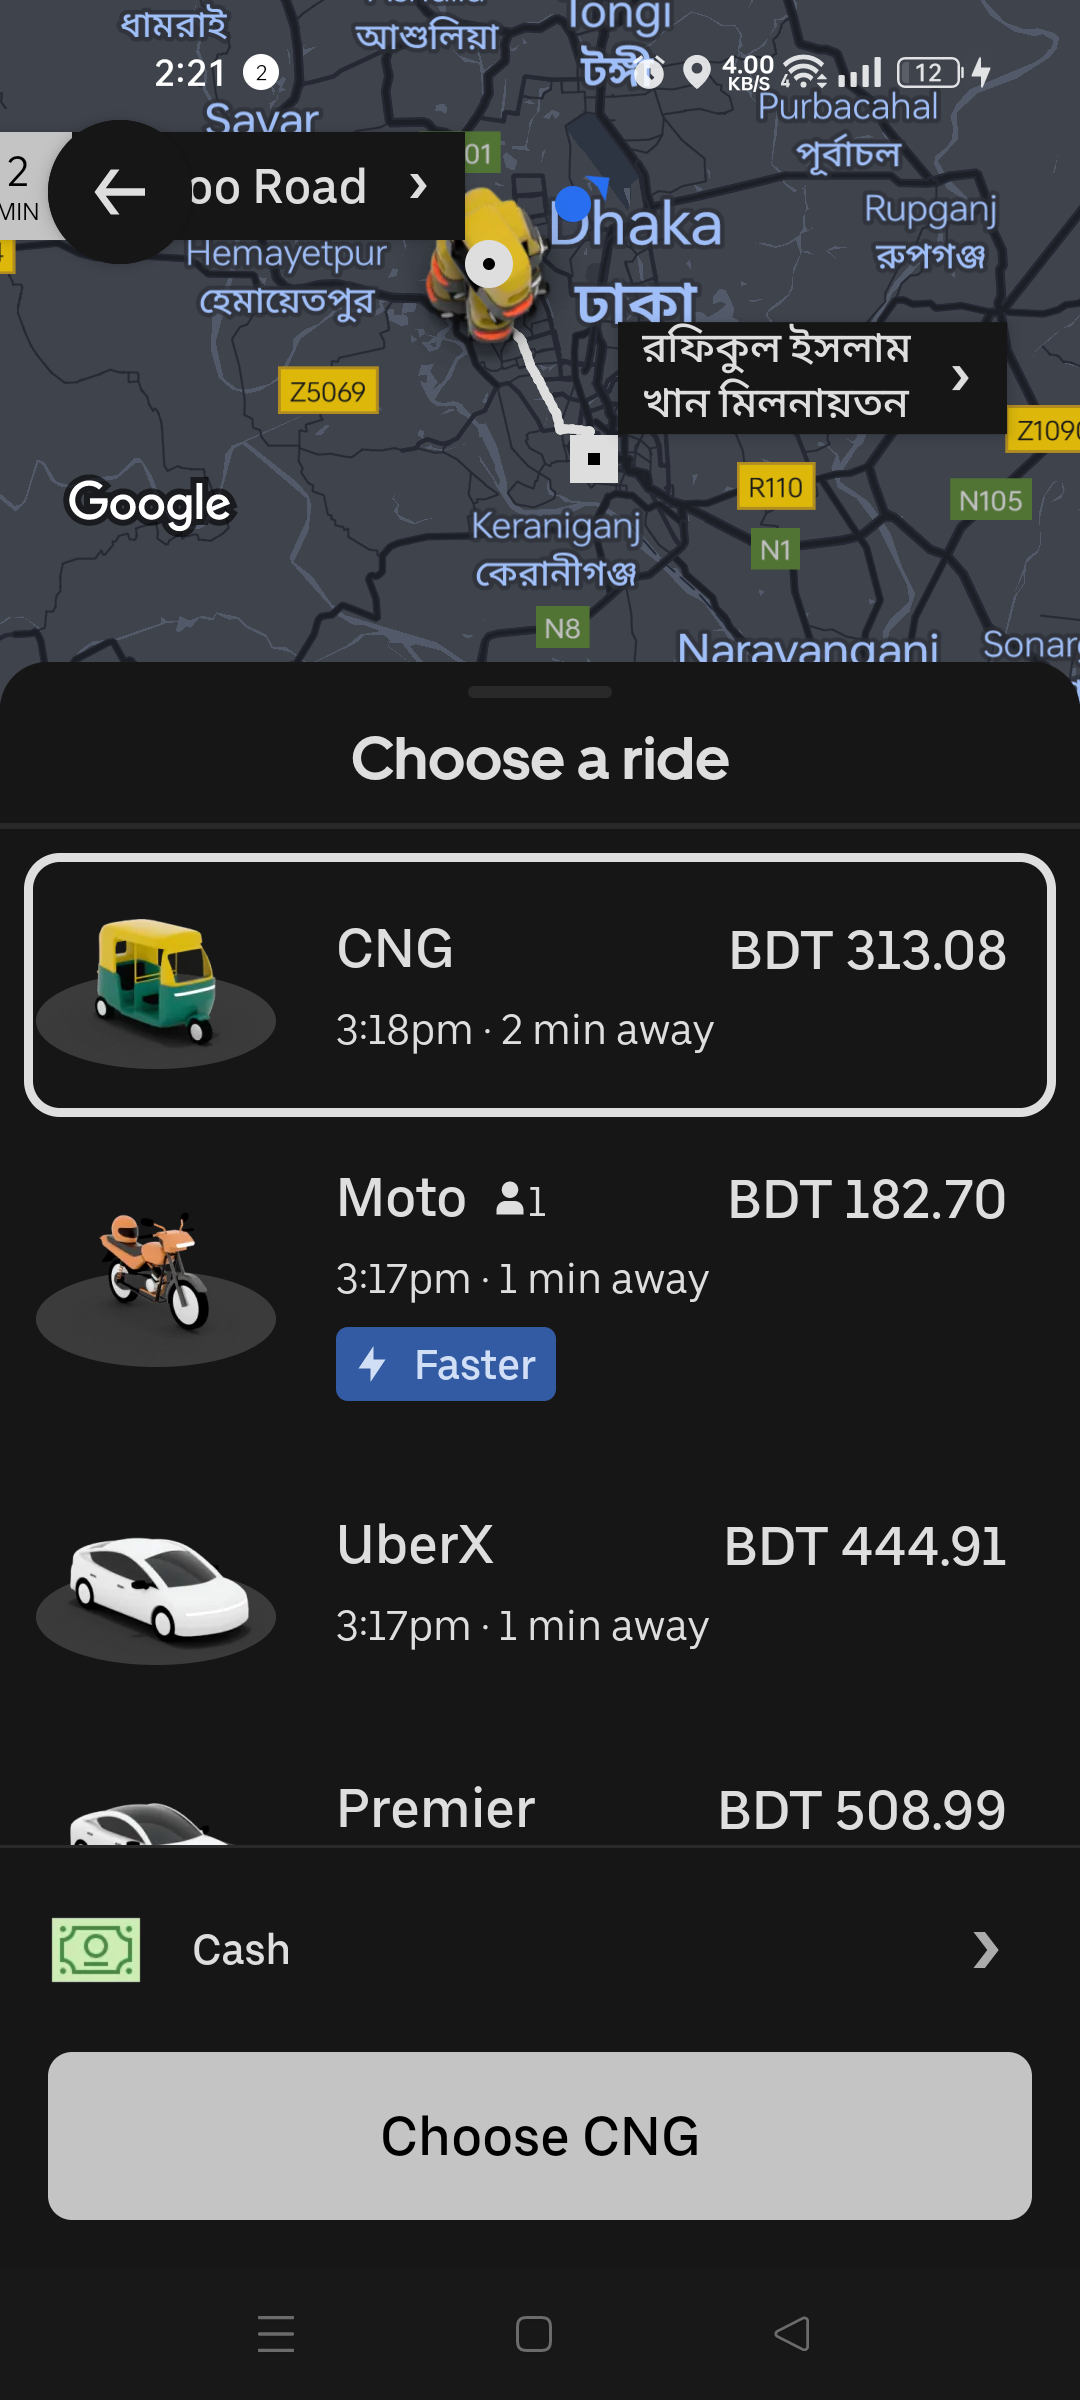 ধামরাই
আশুলিয়া
Tongi
টঙ্গী
2:21
2
4.00
KB/S
4
12
Savar
Purbacahal
পূর্বাচল
2
MIN
oo Road
01
Dhaka
ঢাকা
Rupganj
রুপগঞ্জ
Hemayetpur
হেমায়েতপুর
রফিকুল ইসলাম
খান মিলনায়তন
Z5069
Z1090
Google
R110
N105
Keraniganj
কেরানীগঞ্জ
N1
N8
Narayanganj
Sonar
Choose a ride
CNG
BDT 313.08
3:18pm · 2 min away
Moto 1
BDT 182.70
3:17pm · 1 min away
Faster
UberX
BDT 444.91
3:17pm · 1 min away
Premier
BDT 508.99
Cash
Choose CNG